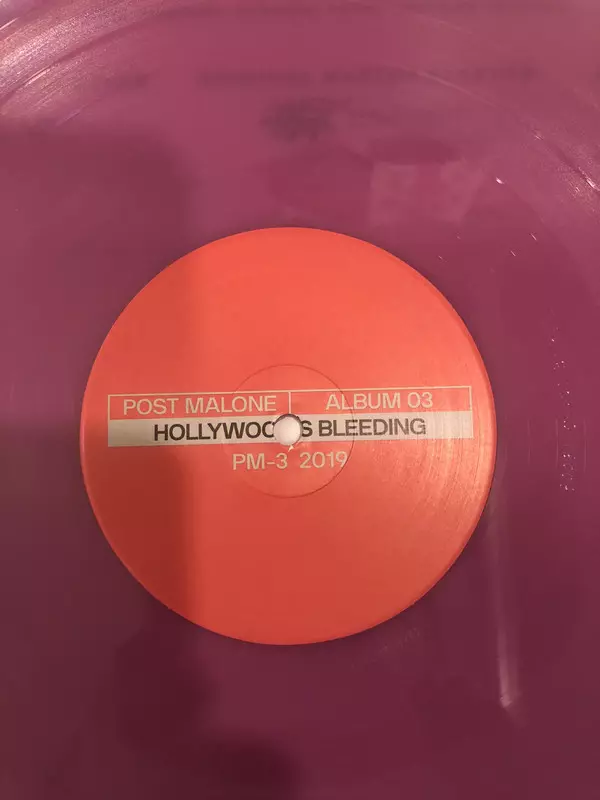 POST MALONE ALBUM 03
HOLLYWOO S BLEEDING
PM-3 2019